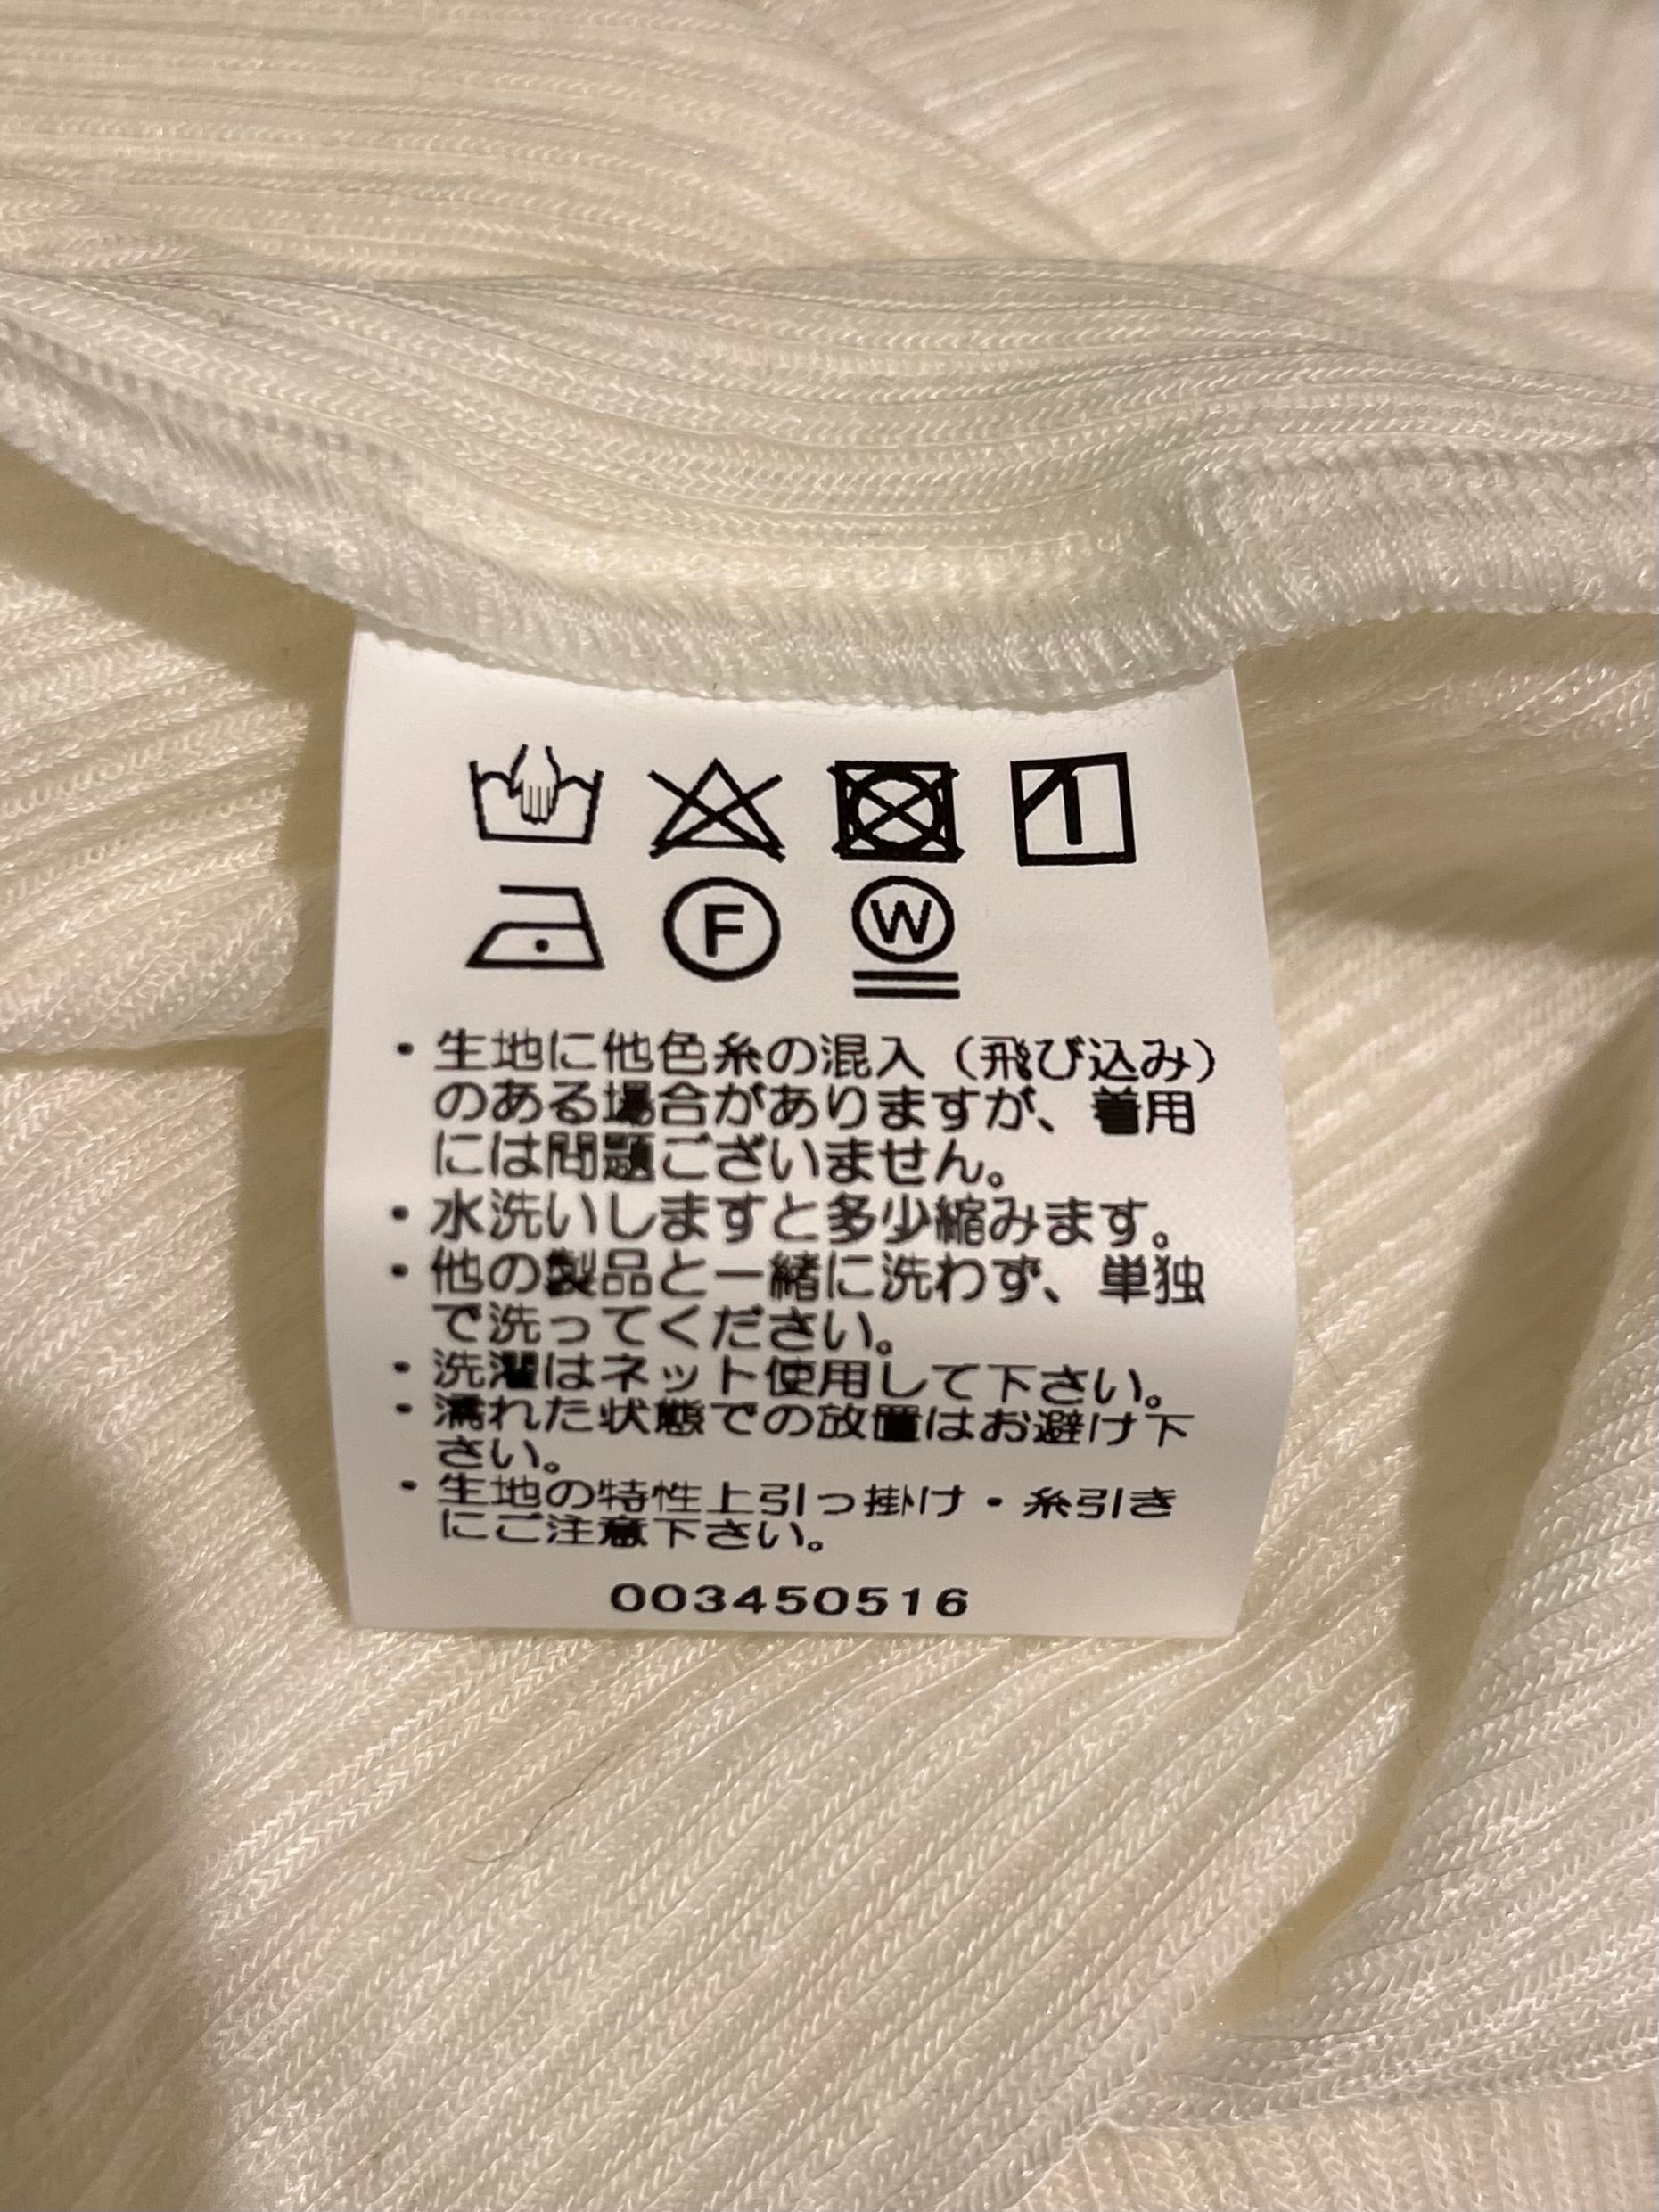 F W
・生地に他色糸の混入（飛び込み）
のある場合がありますが、着用
には問題ございません。
・水洗いしますと多少縮みます。
・他の製品と一緒に洗わず、単独
で洗ってください。
・洗濯はネット使用して下さい。
・濡れた状態での放置はお避け下
さい。
・生地の特性上引っ掛け・糸引き
にご注意下さい。
003450516